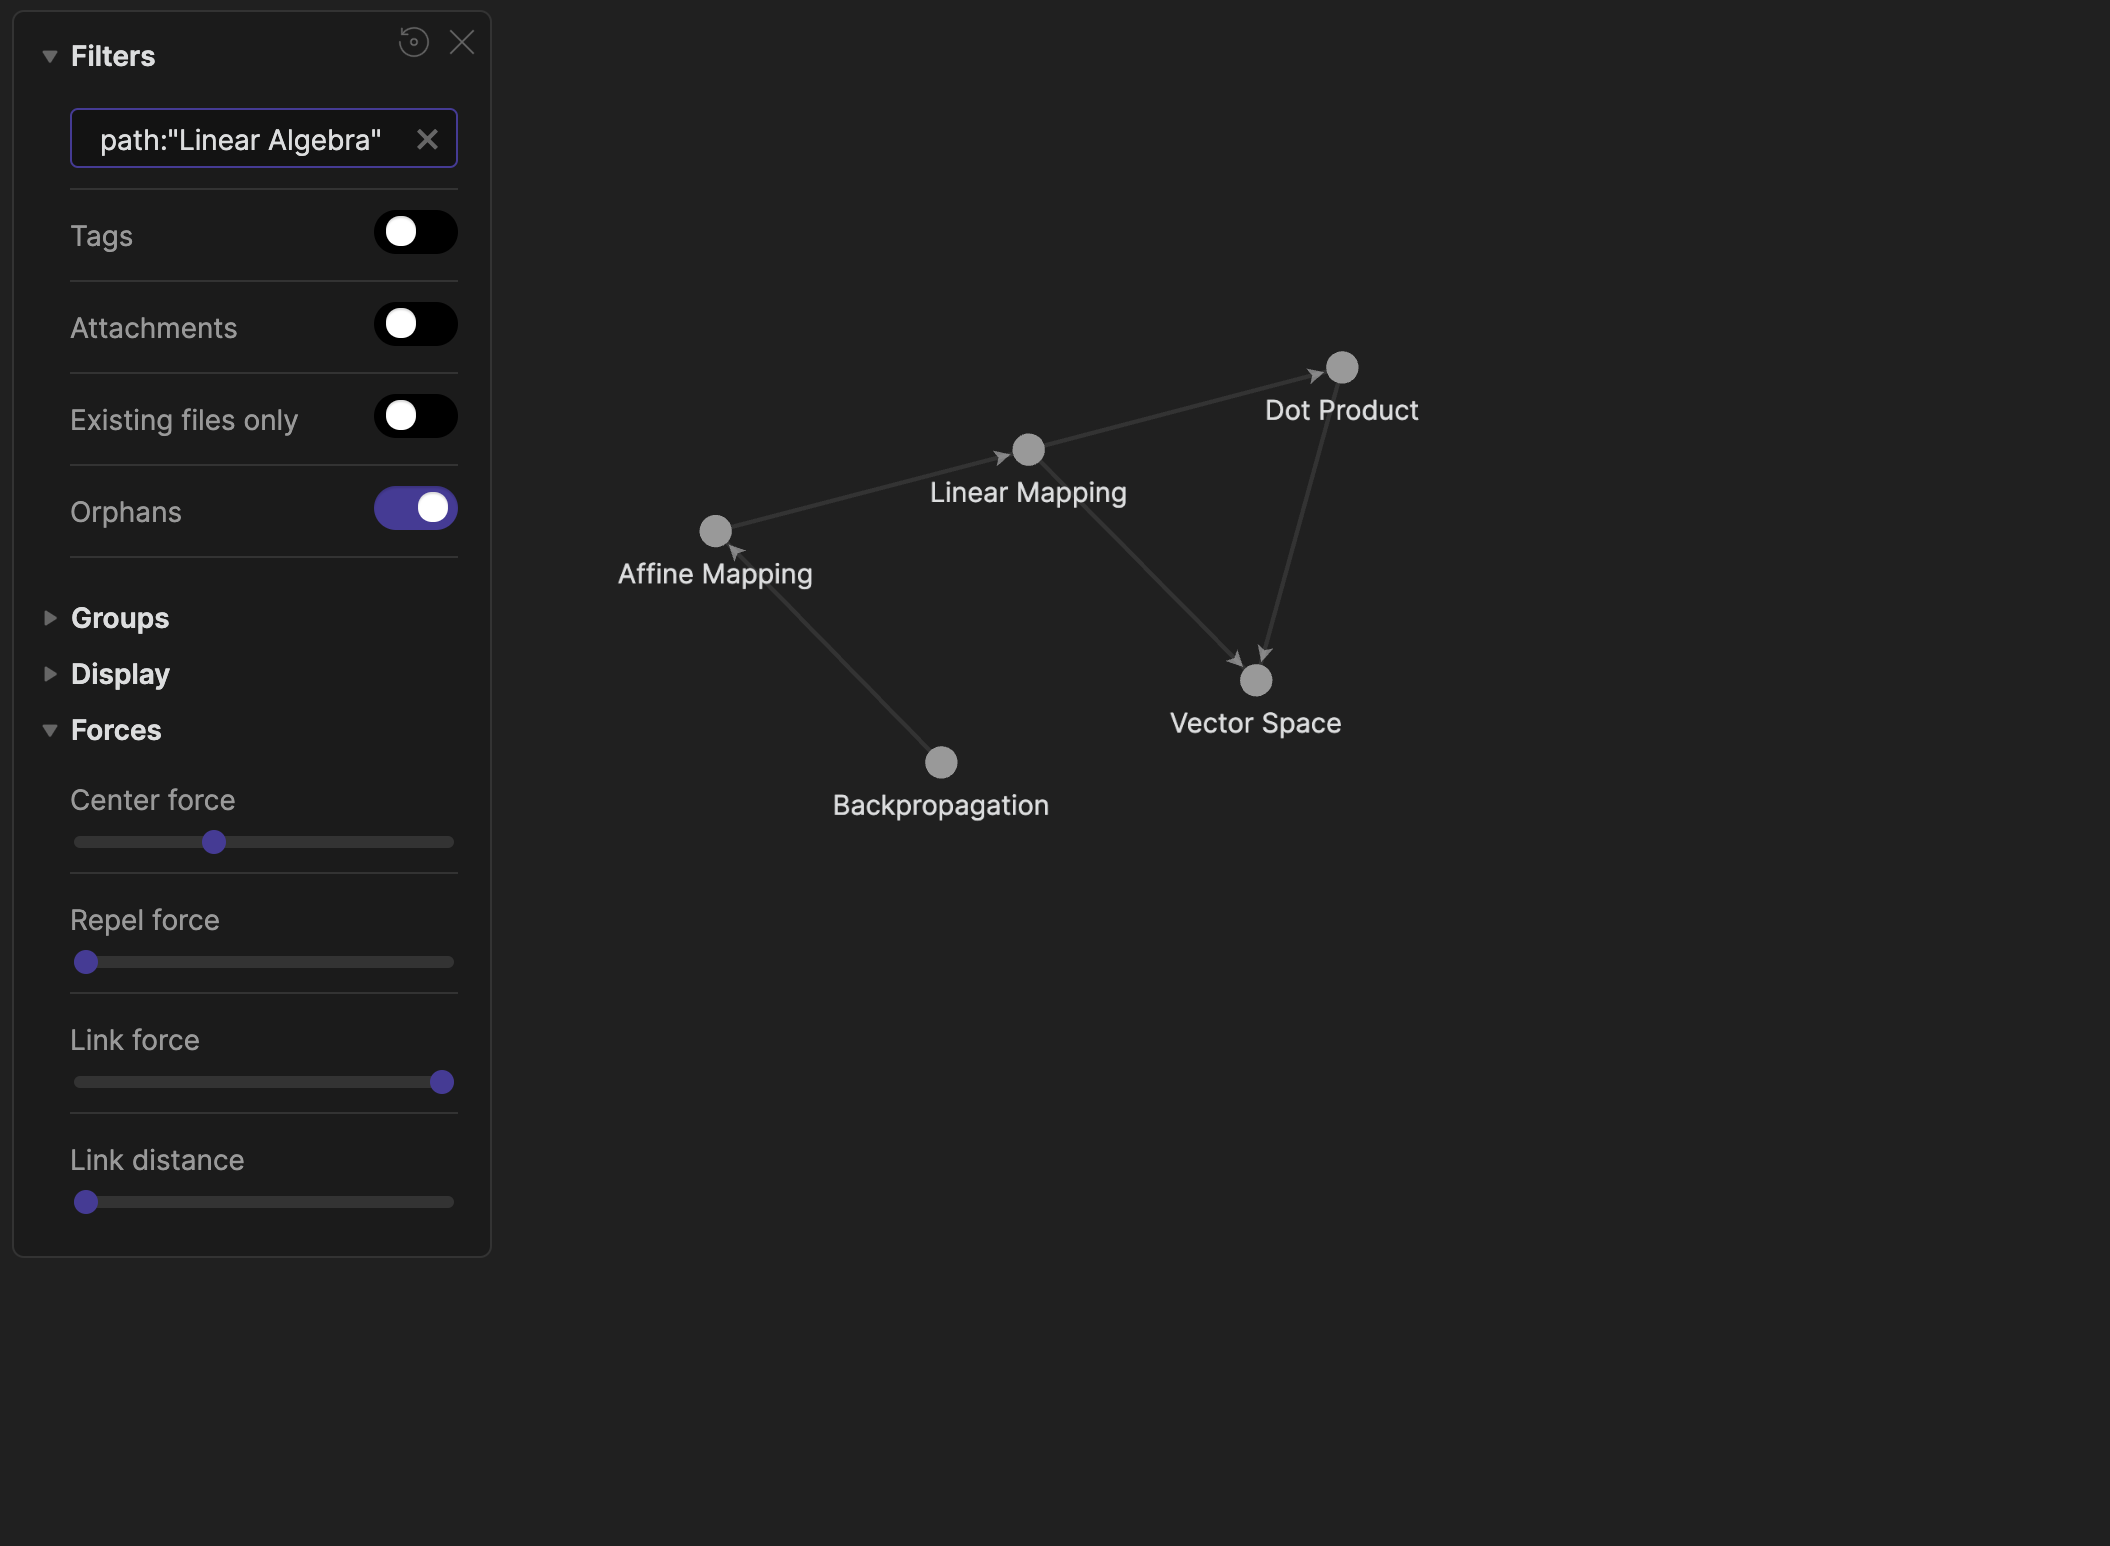 Filters
path:"Linear Algebra"
Tags
Attachments
Existing files only
Orphans
Groups
Display
Forces
Center force
Repel force
Link force
Link distance
Dot Product
Linear Mapping
Affine Mapping
Vector Space
Backpropagation